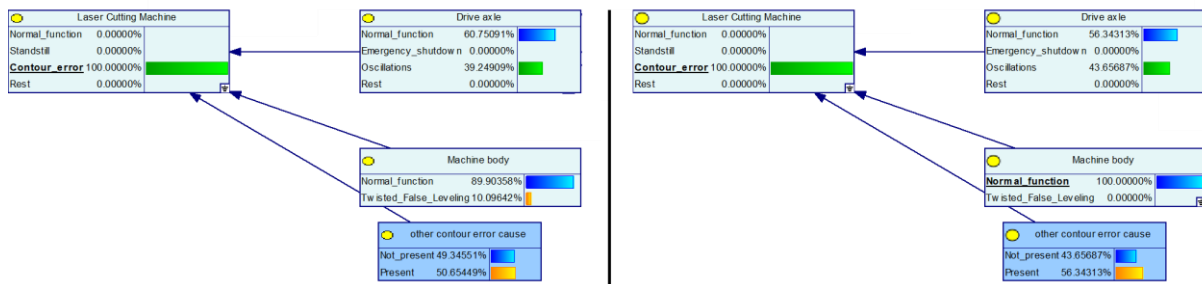 Laser Cutting Machine
Normal_function 0.00000%
Standstill 0.00000%
Contour_error 100.00000%
Rest 0.00000%
Drive axle
Normal_function 60.75091%
Emergency_shutdown 0.00000%
Oscillations 39.24909%
Rest 0.00000%
Machine body
Normal_function 89.90358%
Twisted_False_Leveling 10.09642%
other contour error cause
Not_present 49.34551%
Present 50.65449%
Laser Cutting Machine
Normal_function 0.00000%
Standstill 0.00000%
Contour_error 100.00000%
Rest 0.00000%
Drive axle
Normal_function 56.34313%
Emergency_shutdown 0.00000%
Oscillations 43.65687%
Rest 0.00000%
Machine body
Normal_function 100.00000%
Twisted_False_Leveling 0.00000%
other contour error cause
Not_present 43.65687%
Present 56.34313%